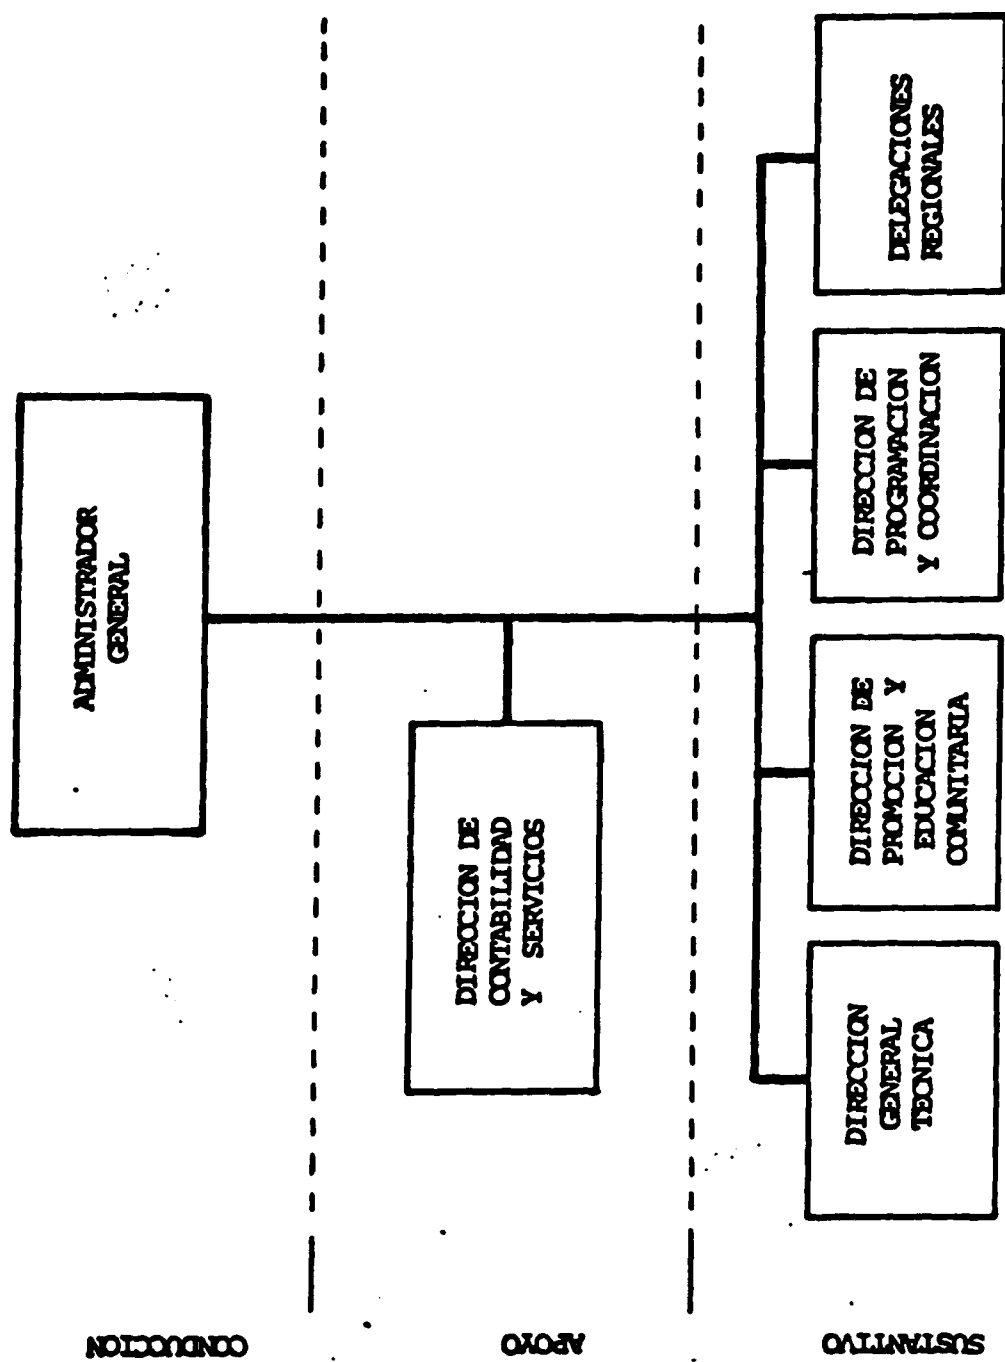 CONDUCCION
ADMINISTRADOR
GENERAL
APOYO
DIRECCION DE
CONTABILIDAD
Y SERVICIOS
SUSTANTIVO
DIRECCION
GENERAL
TECNICA
DIRECCION DE
PROMOCION Y
EDUCACION
COMUNITARIA
DIRECCION DE
PROGRAMACION
Y COORDINACION
DELEGACIONES
REGIONALES